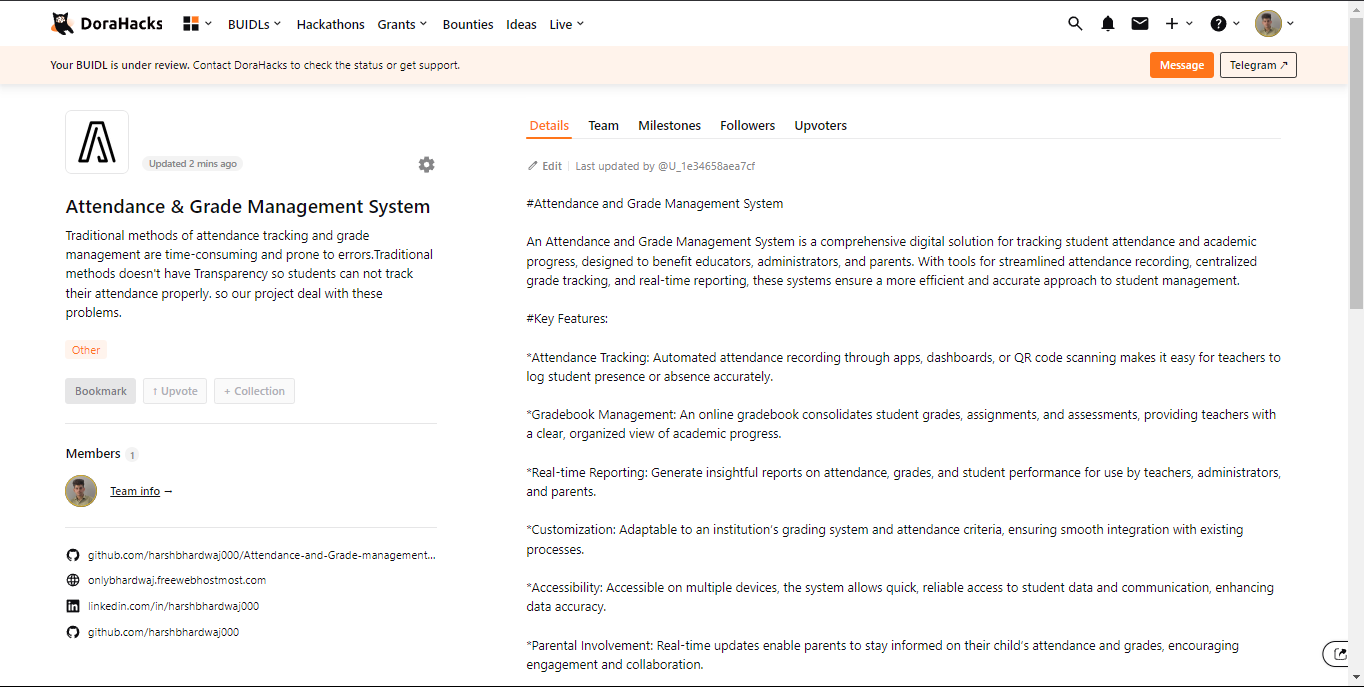 DoraHacks
BUIDLs
Hackathons
Grants
Bounties
Ideas
Live
Your BUIDL is under review. Contact DoraHacks to check the status or get support.
Message
Telegram ↗
Updated 2 mins ago
Attendance & Grade Management System
Traditional methods of attendance tracking and grade
management are time-consuming and prone to errors.Traditional
methods doesn't have Transparency so students can not track
their attendance properly. so our project deal with these
problems.
Other
Bookmark
↑ Upvote
+ Collection
Members 1
Team info →
github.com/harshbhardwaj000/Attendance-and-Grade-management...
onlybhardwaj.freewebhostmost.com
linkedin.com/in/harshbhardwaj000
github.com/harshbhardwaj000
Details
Team
Milestones
Followers
Upvoters
Edit
Last updated by @U_1e34658aea7cf
#Attendance and Grade Management System
An Attendance and Grade Management System is a comprehensive digital solution for tracking student attendance and academic
progress, designed to benefit educators, administrators, and parents. With tools for streamlined attendance recording, centralized
grade tracking, and real-time reporting, these systems ensure a more efficient and accurate approach to student management.
#Key Features:
*Attendance Tracking: Automated attendance recording through apps, dashboards, or QR code scanning makes it easy for teachers to
log student presence or absence accurately.
*Gradebook Management: An online gradebook consolidates student grades, assignments, and assessments, providing teachers with
a clear, organized view of academic progress.
*Real-time Reporting: Generate insightful reports on attendance, grades, and student performance for use by teachers, administrators,
and parents.
*Customization: Adaptable to an institution's grading system and attendance criteria, ensuring smooth integration with existing
processes.
*Accessibility: Accessible on multiple devices, the system allows quick, reliable access to student data and communication, enhancing
data accuracy.
*Parental Involvement: Real-time updates enable parents to stay informed on their child's attendance and grades, encouraging
engagement and collaboration.